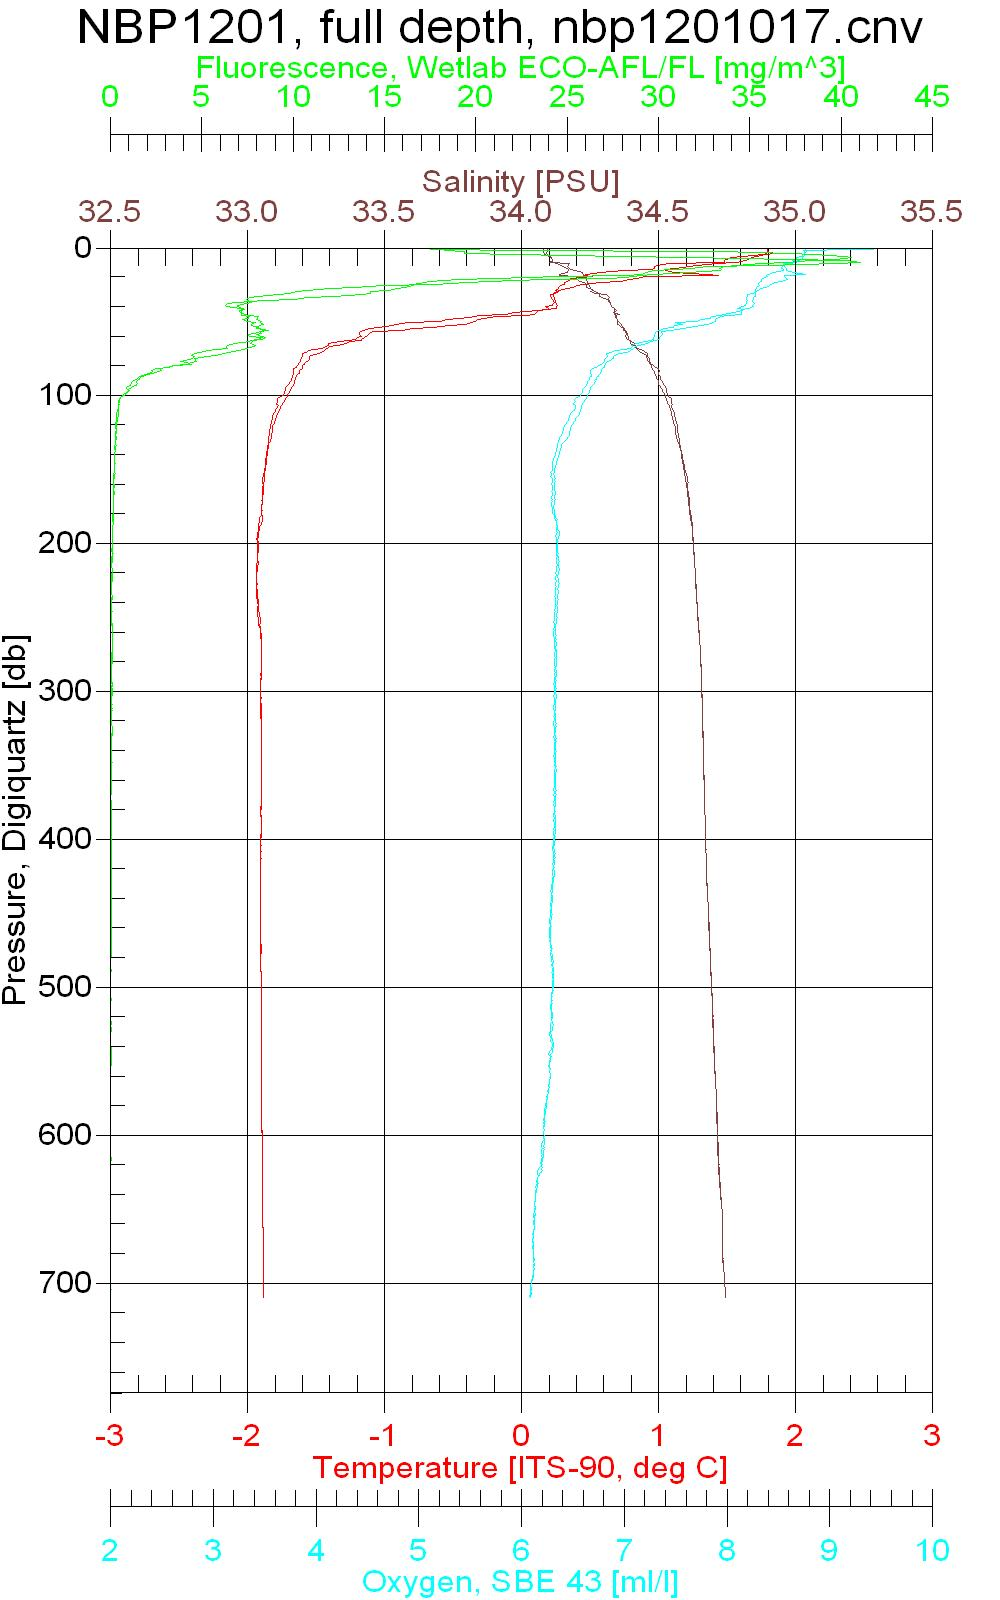 NBP1201, full depth, nbp1201017.cnv
Fluorescence, Wetlab ECO-AFL/FL [mg/m^3]
0 5 10 15 20 25 30 35 40 45
Salinity [PSU]
32.5 33.0 33.5 34.0 34.5 35.0 35.5
0
100
200
300
400
500
600
700
Pressure, Digiquartz [db]
-3 -2 -1 0 1 2 3
Temperature [ITS-90, deg C]
2 3 4 5 6 7 8 9 10
Oxygen, SBE 43 [ml/l]